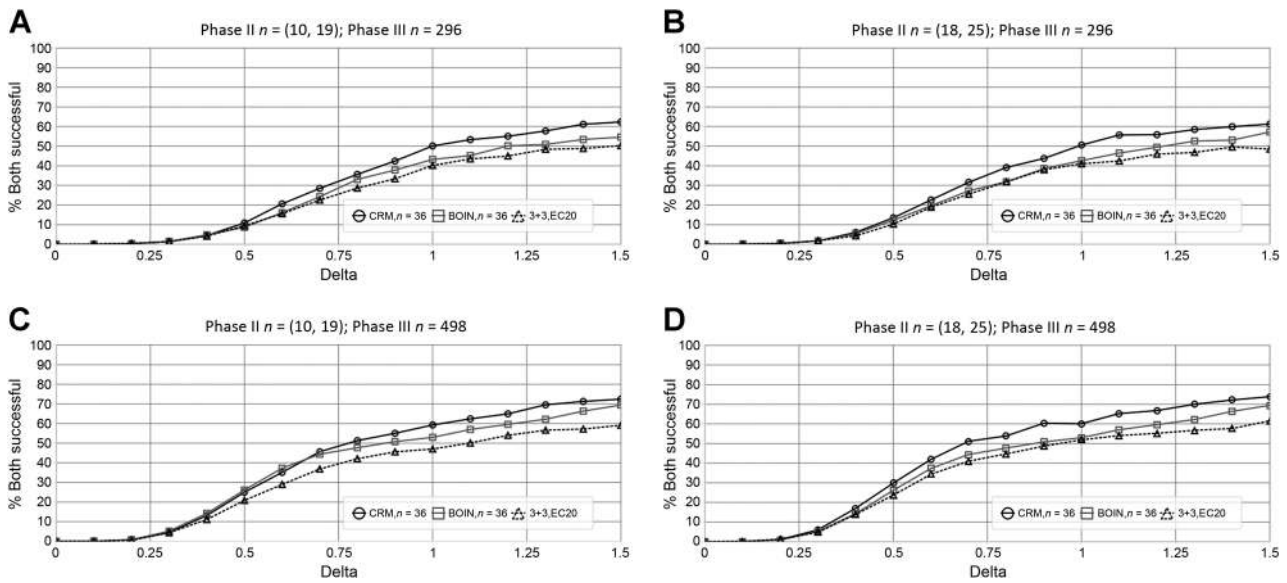 A
Phase II n = (10, 19); Phase III n = 296
% Both successful
100
90
80
70
60
50
40
30
20
10
0
0 0.25 0.5 0.75 1 1.25 1.5
Delta
CRM,n = 36 BOIN,n = 36 3+3,EC20
B
Phase II n = (18, 25); Phase III n = 296
% Both successful
100
90
80
70
60
50
40
30
20
10
0
0 0.25 0.5 0.75 1 1.25 1.5
Delta
CRM,n = 36 BOIN,n = 36 3+3,EC20
C
Phase II n = (10, 19); Phase III n = 498
% Both successful
100
90
80
70
60
50
40
30
20
10
0
0 0.25 0.5 0.75 1 1.25 1.5
Delta
CRM,n = 36 BOIN,n = 36 3+3,EC20
D
Phase II n = (18, 25); Phase III n = 498
% Both successful
100
90
80
70
60
50
40
30
20
10
0
0 0.25 0.5 0.75 1 1.25 1.5
Delta
CRM,n = 36 BOIN,n = 36 3+3,EC20